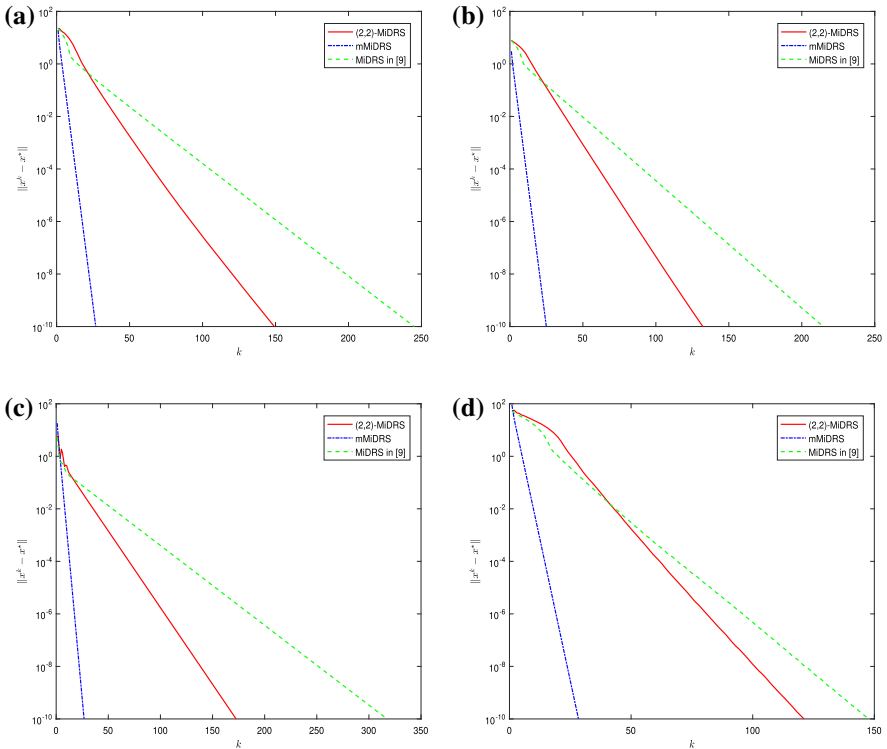 (a)
10^2
10^0
10^-2
10^-4
10^-6
10^-8
10^-10
||x^k − x*||
0 50 100 150 200 250
k
(2,2)-MiDRS
mMiDRS
MiDRS in [9]
(b)
10^2
10^0
10^-2
10^-4
10^-6
10^-8
10^-10
||x^k − x*||
0 50 100 150 200 250
k
(2,2)-MiDRS
mMiDRS
MiDRS in [9]
(c)
10^2
10^0
10^-2
10^-4
10^-6
10^-8
10^-10
||x^k − x*||
0 50 100 150 200 250 300 350
k
(2,2)-MiDRS
mMiDRS
MiDRS in [9]
(d)
10^2
10^0
10^-2
10^-4
10^-6
10^-8
10^-10
||x^k − x*||
0 50 100 150
k
(2,2)-MiDRS
mMiDRS
MiDRS in [9]